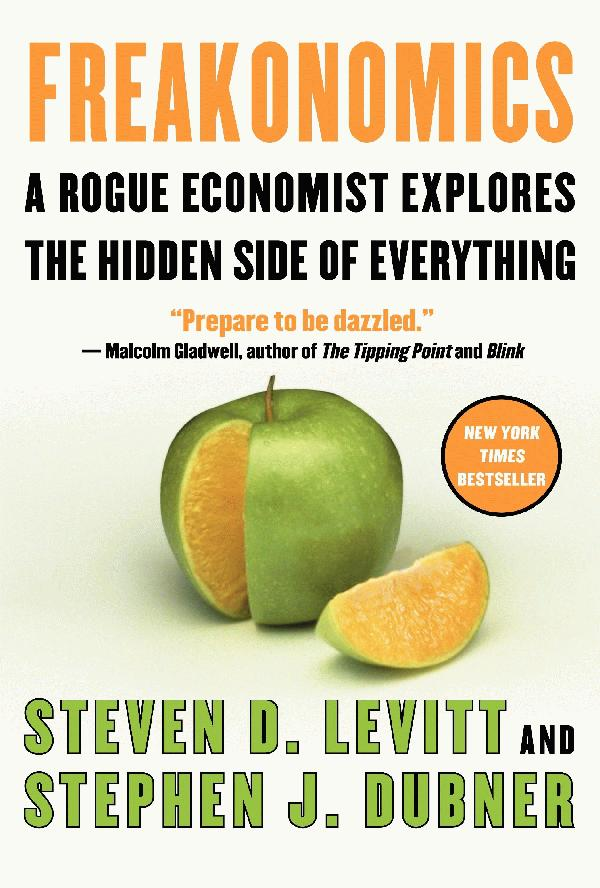 FREAKONOMICS
A ROGUE ECONOMIST EXPLORES
THE HIDDEN SIDE OF EVERYTHING
“Prepare to be dazzled.”
— Malcolm Gladwell, author of The Tipping Point and Blink
NEW YORK
TIMES
BESTSELLER
STEVEN D. LEVITT AND
STEPHEN J. DUBNER